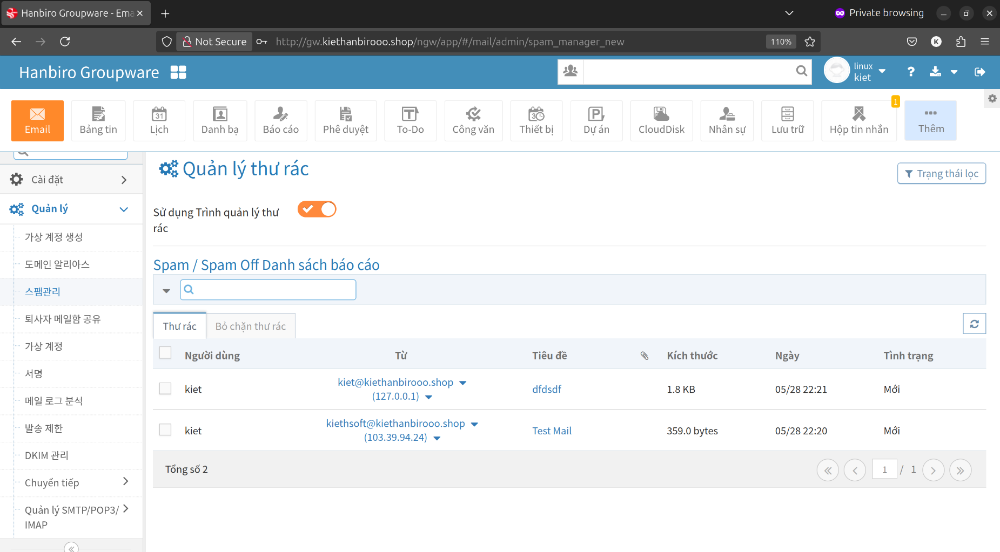 Hanbiro Groupware - Ema
Private browsing
Not Secure
http://gw.kiethanbirooo.shop/ngw/app/#/mail/admin/spam_manager_new
110%
K
Hanbiro Groupware
linux
kiet
?
Email
Bảng tin
31
Lịch
Danh bạ
Báo cáo
Phê duyệt
To-Do
Công văn
Thiết bị
Dự án
CloudDisk
Nhân sự
Lưu trữ
1
Hộp tin nhắn
Thêm
Cài đặt
Quản lý
가상 계정 생성
도메인 알리아스
스팸관리
퇴사자 메일함 공유
가상 계정
서명
메일 로그 분석
발송 제한
DKIM 관리
Chuyển tiếp
Quản lý SMTP/POP3/
IMAP
Quản lý thư rác
Trạng thái lọc
Sử dụng Trình quản lý thư
rác
Spam / Spam Off Danh sách báo cáo
Thư rác
Bỏ chặn thư rác
Người dùng Từ Tiêu đề Kích thước Ngày Tình trạng
kiet kiet@kiethanbirooo.shop (127.0.0.1) dfdsdf 1.8 KB 05/28 22:21 Mới
kiet kiethsoft@kiethanbirooo.shop (103.39.94.24) Test Mail 359.0 bytes 05/28 22:20 Mới
Tổng số 2
1 / 1